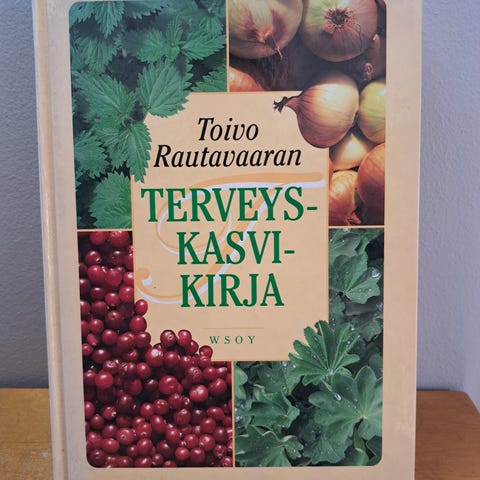 Toivo
Rautavaaran
TERVEYS-
KASVI-
KIRJA
WSOY